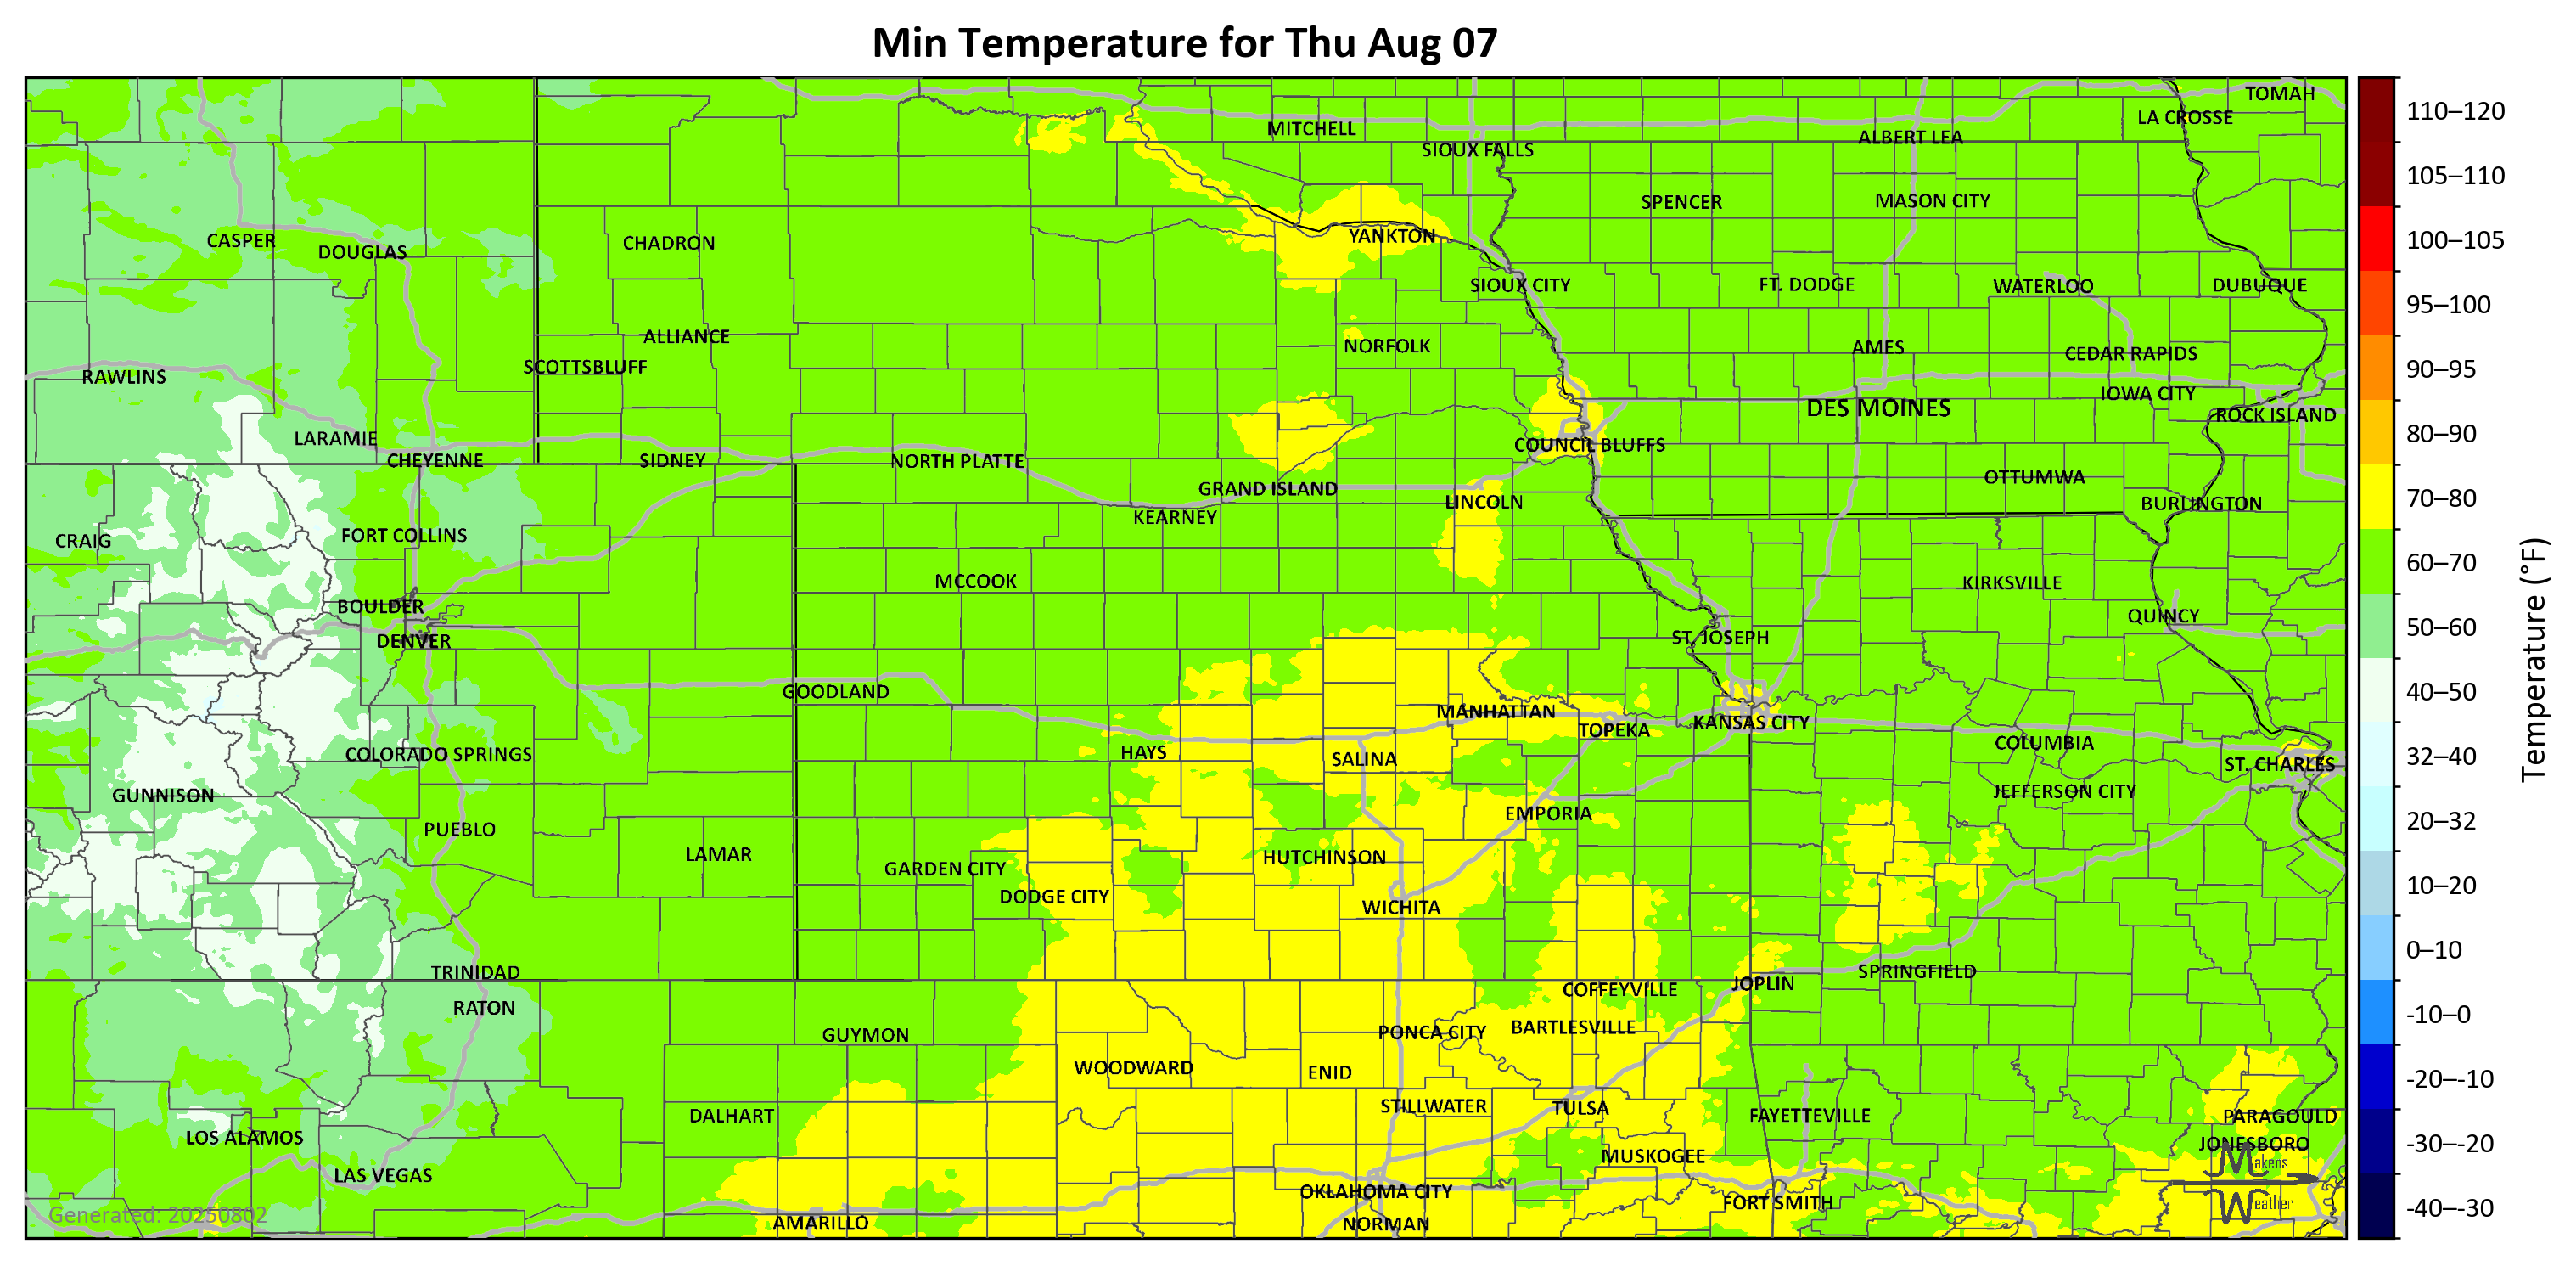 Min Temperature for Thu Aug 07
TOMAH
LA CROSSE
MITCHELL
ALBERT LEA
SIOUX FALLS
SPENCER
MASON CITY
CASPER
DOUGLAS
CHADRON
YANKTON
SIOUX CITY
FT. DODGE
WATERLOO
DUBUQUE
ALLIANCE
NORFOLK
AMES
CEDAR RAPIDS
SCOTTSBLUFF
RAWLINS
IOWA CITY
DES MOINES
ROCK ISLAND
LARAMIE
COUNCIL BLUFFS
CHEYENNE
SIDNEY
NORTH PLATTE
OTTUMWA
GRAND ISLAND
LINCOLN
BURLINGTON
KEARNEY
FORT COLLINS
CRAIG
MCCOOK
KIRKSVILLE
BOULDER
QUINCY
DENVER
ST. JOSEPH
GOODLAND
MANHATTAN
KANSAS CITY
TOPEKA
COLUMBIA
COLORADO SPRINGS
HAYS
SALINA
ST. CHARLES
GUNNISON
JEFFERSON CITY
EMPORIA
PUEBLO
LAMAR
HUTCHINSON
GARDEN CITY
DODGE CITY
WICHITA
TRINIDAD
SPRINGFIELD
JOPLIN
COFFEYVILLE
RATON
BARTLESVILLE
PONCA CITY
GUYMON
WOODWARD
ENID
STILLWATER
TULSA
DALHART
FAYETTEVILLE
PARAGOULD
LOS ALAMOS
JONESBORO
MUSKOGEE
LAS VEGAS
OKLAHOMA CITY
FORT SMITH
AMARILLO
NORMAN
Generated: 20250802
Makens
Weather
110–120
105–110
100–105
95–100
90–95
80–90
70–80
60–70
50–60
40–50
32–40
20–32
10–20
0–10
-10–0
-20–-10
-30–-20
-40–-30
Temperature (°F)